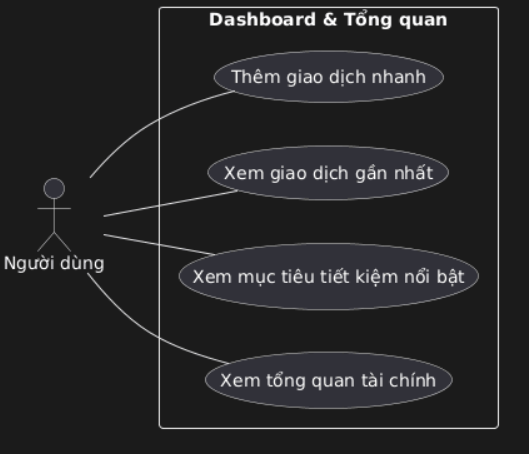 Dashboard & Tổng quan
Thêm giao dịch nhanh
Xem giao dịch gần nhất
Người dùng
Xem mục tiêu tiết kiệm nổi bật
Xem tổng quan tài chính